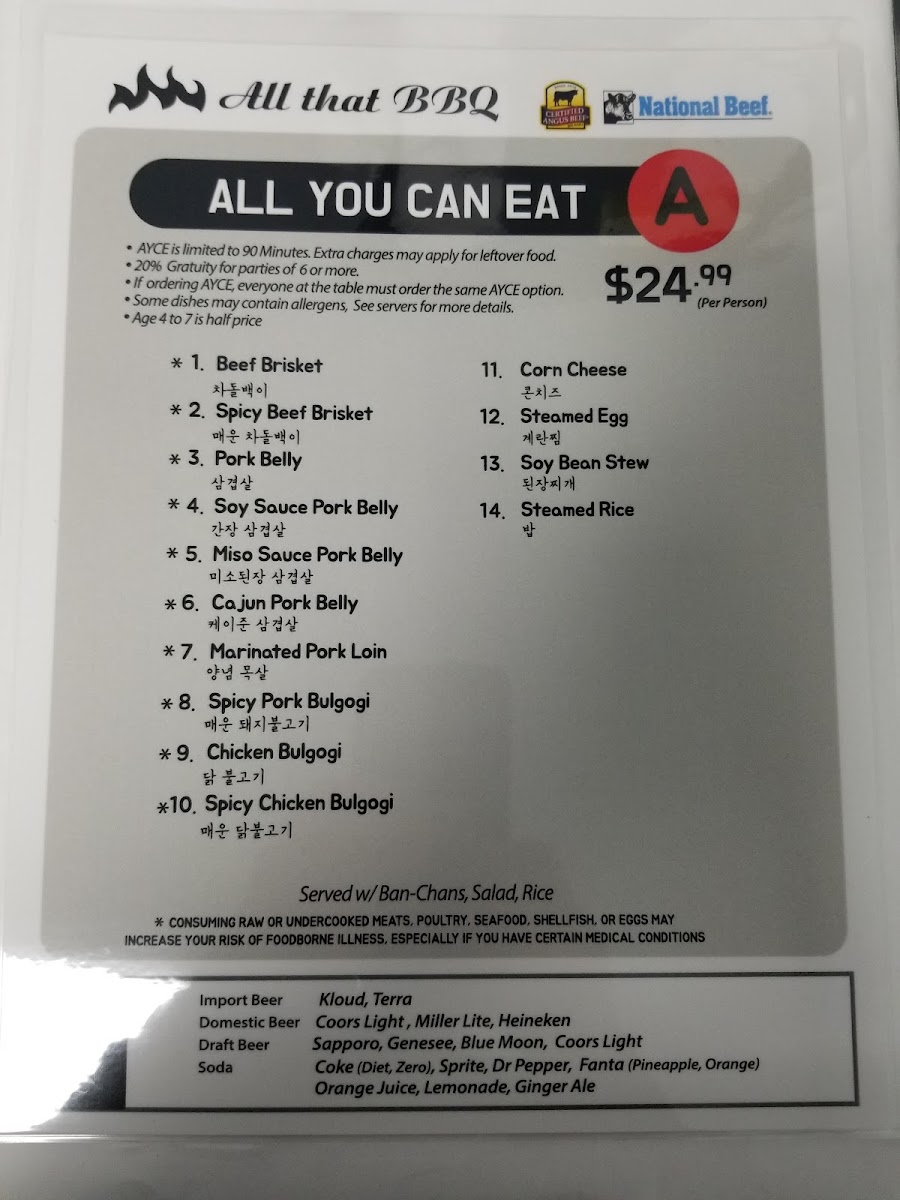 All that BBQ
CERTIFIED
ANGUS BEEF
National Beef.
ALL YOU CAN EAT A
• AYCE is limited to 90 Minutes. Extra charges may apply for leftover food.
• 20% Gratuity for parties of 6 or more.
• If ordering AYCE, everyone at the table must order the same AYCE option.
• Some dishes may contain allergens, See servers for more details.
• Age 4 to 7 is half price
$24.99
(Per Person)
* 1. Beef Brisket
차돌백이
* 2. Spicy Beef Brisket
매운 차돌백이
* 3. Pork Belly
삼겹살
* 4. Soy Sauce Pork Belly
간장 삼겹살
* 5. Miso Sauce Pork Belly
미소된장 삼겹살
* 6. Cajun Pork Belly
케이준 삼겹살
* 7. Marinated Pork Loin
양념 목살
* 8. Spicy Pork Bulgogi
매운 돼지불고기
* 9. Chicken Bulgogi
닭 불고기
*10. Spicy Chicken Bulgogi
매운 닭불고기
11. Corn Cheese
콘치즈
12. Steamed Egg
계란찜
13. Soy Bean Stew
된장찌개
14. Steamed Rice
밥
Served w/ Ban-Chans, Salad, Rice
* CONSUMING RAW OR UNDERCOOKED MEATS, POULTRY, SEAFOOD, SHELLFISH, OR EGGS MAY
INCREASE YOUR RISK OF FOODBORNE ILLNESS, ESPECIALLY IF YOU HAVE CERTAIN MEDICAL CONDITIONS
Import Beer Kloud, Terra
Domestic Beer Coors Light , Miller Lite, Heineken
Draft Beer Sapporo, Genesee, Blue Moon, Coors Light
Soda Coke (Diet, Zero), Sprite, Dr Pepper, Fanta (Pineapple, Orange)
Orange Juice, Lemonade, Ginger Ale